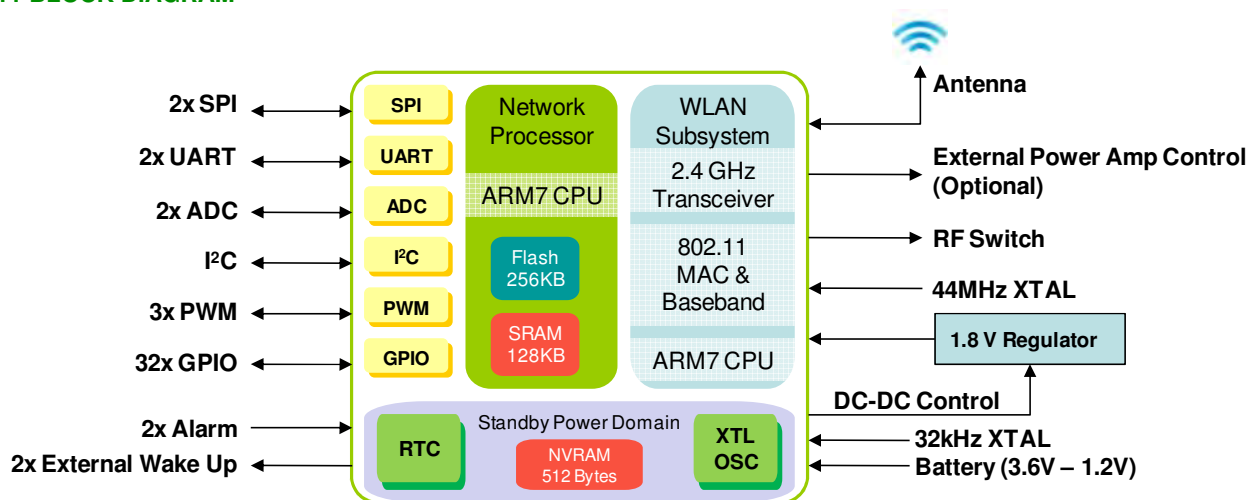 2x SPI
2x UART
2x ADC
I²C
3x PWM
32x GPIO
2x Alarm
2x External Wake Up
SPI
UART
ADC
I²C
PWM
GPIO
Network
Processor
ARM7 CPU
Flash
256KB
SRAM
128KB
WLAN
Subsystem
2.4 GHz
Transceiver
802.11
MAC &
Baseband
ARM7 CPU
Standby Power Domain
RTC
NVRAM
512 Bytes
XTL
OSC
Antenna
External Power Amp Control
(Optional)
RF Switch
44MHz XTAL
1.8 V Regulator
DC-DC Control
32kHz XTAL
Battery (3.6V – 1.2V)